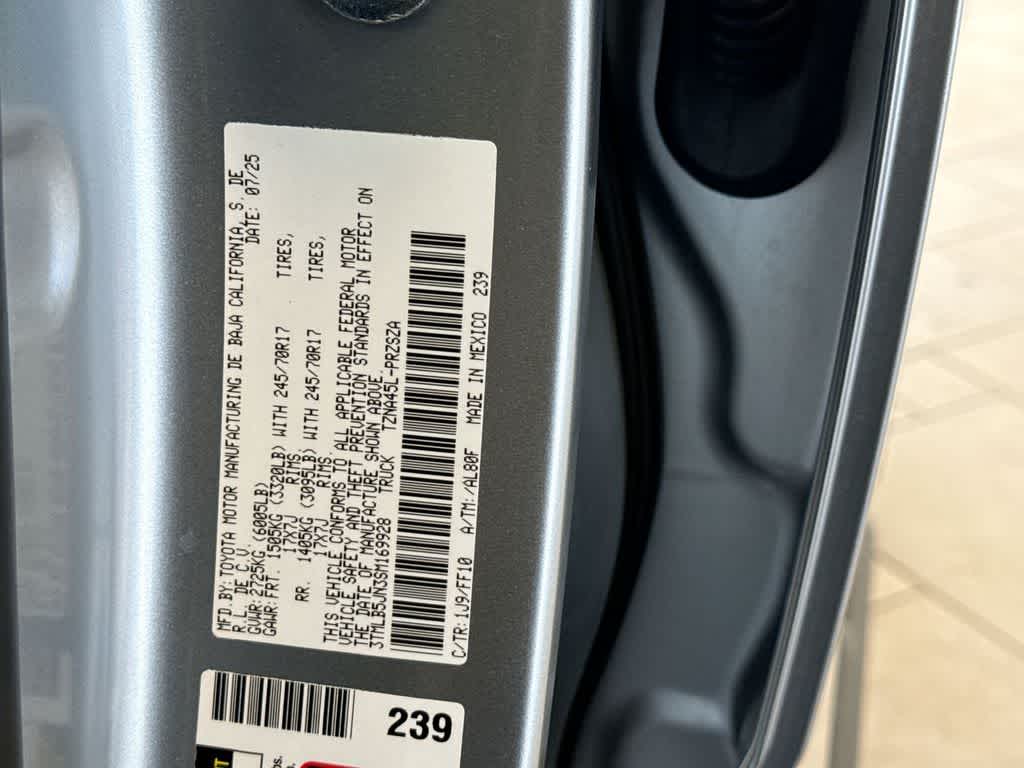 MFD.BY: TOYOTA MOTOR MANUFACTURING DE BAJA CALIFORNIA, S. DE
R.L. DE C.V. DATE: 07/25
GVWR: 2725KG (6005LB)
GAWR: FRT. 1505KG (3320LB) WITH 245/70R17 TIRES,
17X7J RIMS.
RR. 1405KG (3095LB) WITH 245/70R17 TIRES,
17X7J RIMS.
THIS VEHICLE CONFORMS TO ALL APPLICABLE FEDERAL MOTOR
VEHICLE SAFETY AND THEFT PREVENTION STANDARDS IN EFFECT ON
THE DATE OF MANUFACTURE SHOWN ABOVE.
3TMLB5JN3SM169928 TRUCK TZNA45L-PRZSZA
C/TR: 1J9/FF10 A/TM: /AL80F MADE IN MEXICO 239
239